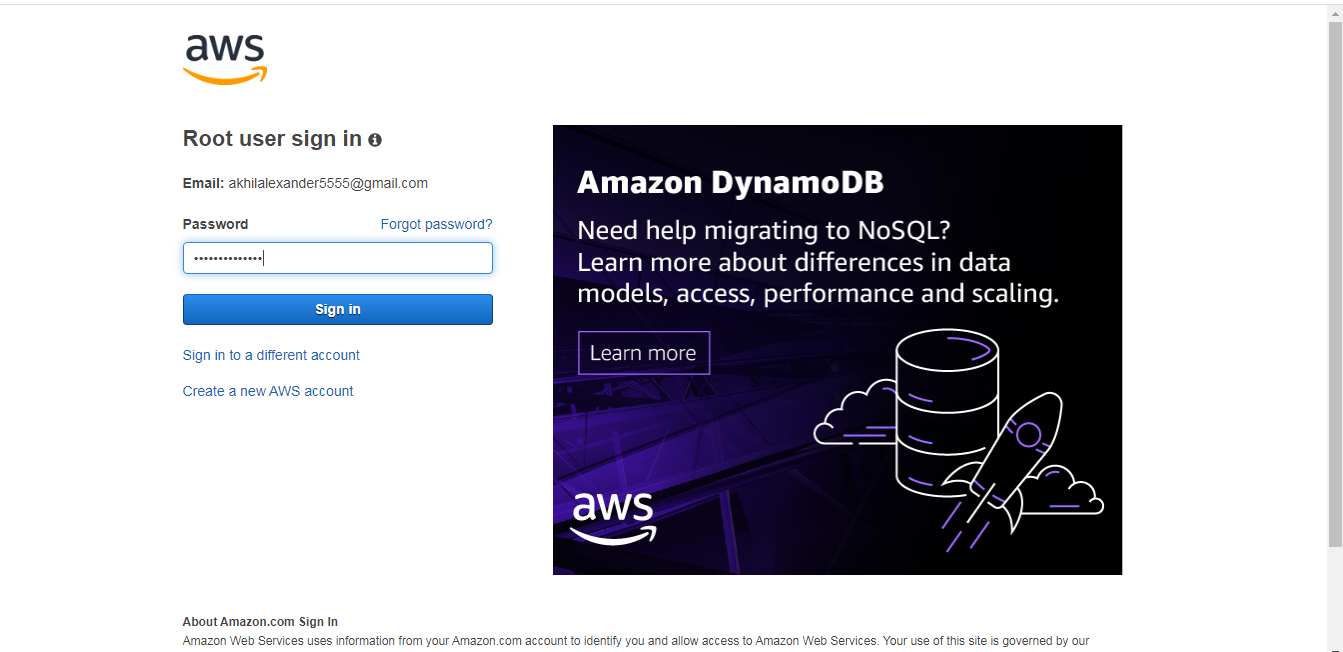 aws
Root user sign in
Email: akhilalexander5555@gmail.com
Password
Forgot password?
••••••••••••••
Sign in
Sign in to a different account
Create a new AWS account
Amazon DynamoDB
Need help migrating to NoSQL?
Learn more about differences in data
models, access, performance and scaling.
Learn more
aws
About Amazon.com Sign In
Amazon Web Services uses information from your Amazon.com account to identify you and allow access to Amazon Web Services. Your use of this site is governed by our